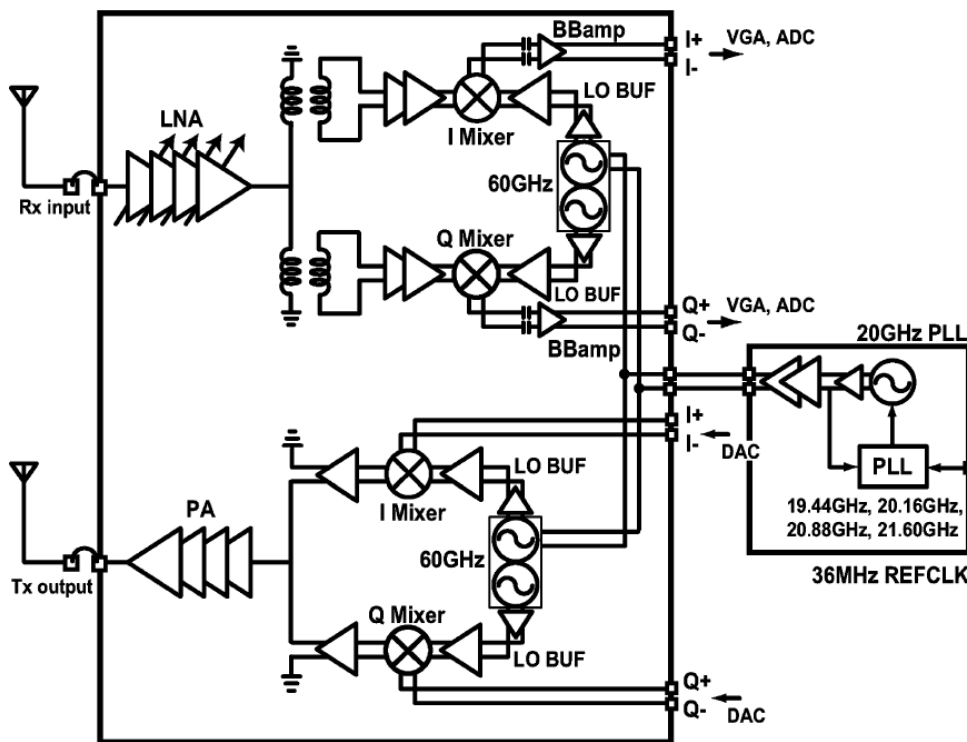 BBamp
I+
I-
VGA, ADC
LO BUF
I Mixer
LNA
Rx input
60GHz
Q Mixer
LO BUF
BBamp
Q+
Q-
VGA, ADC
20GHz PLL
PLL
19.44GHz, 20.16GHz,
20.88GHz, 21.60GHz
36MHz REFCLK
I+
I-
DAC
LO BUF
I Mixer
PA
Tx output
60GHz
Q Mixer
LO BUF
Q+
Q-
DAC